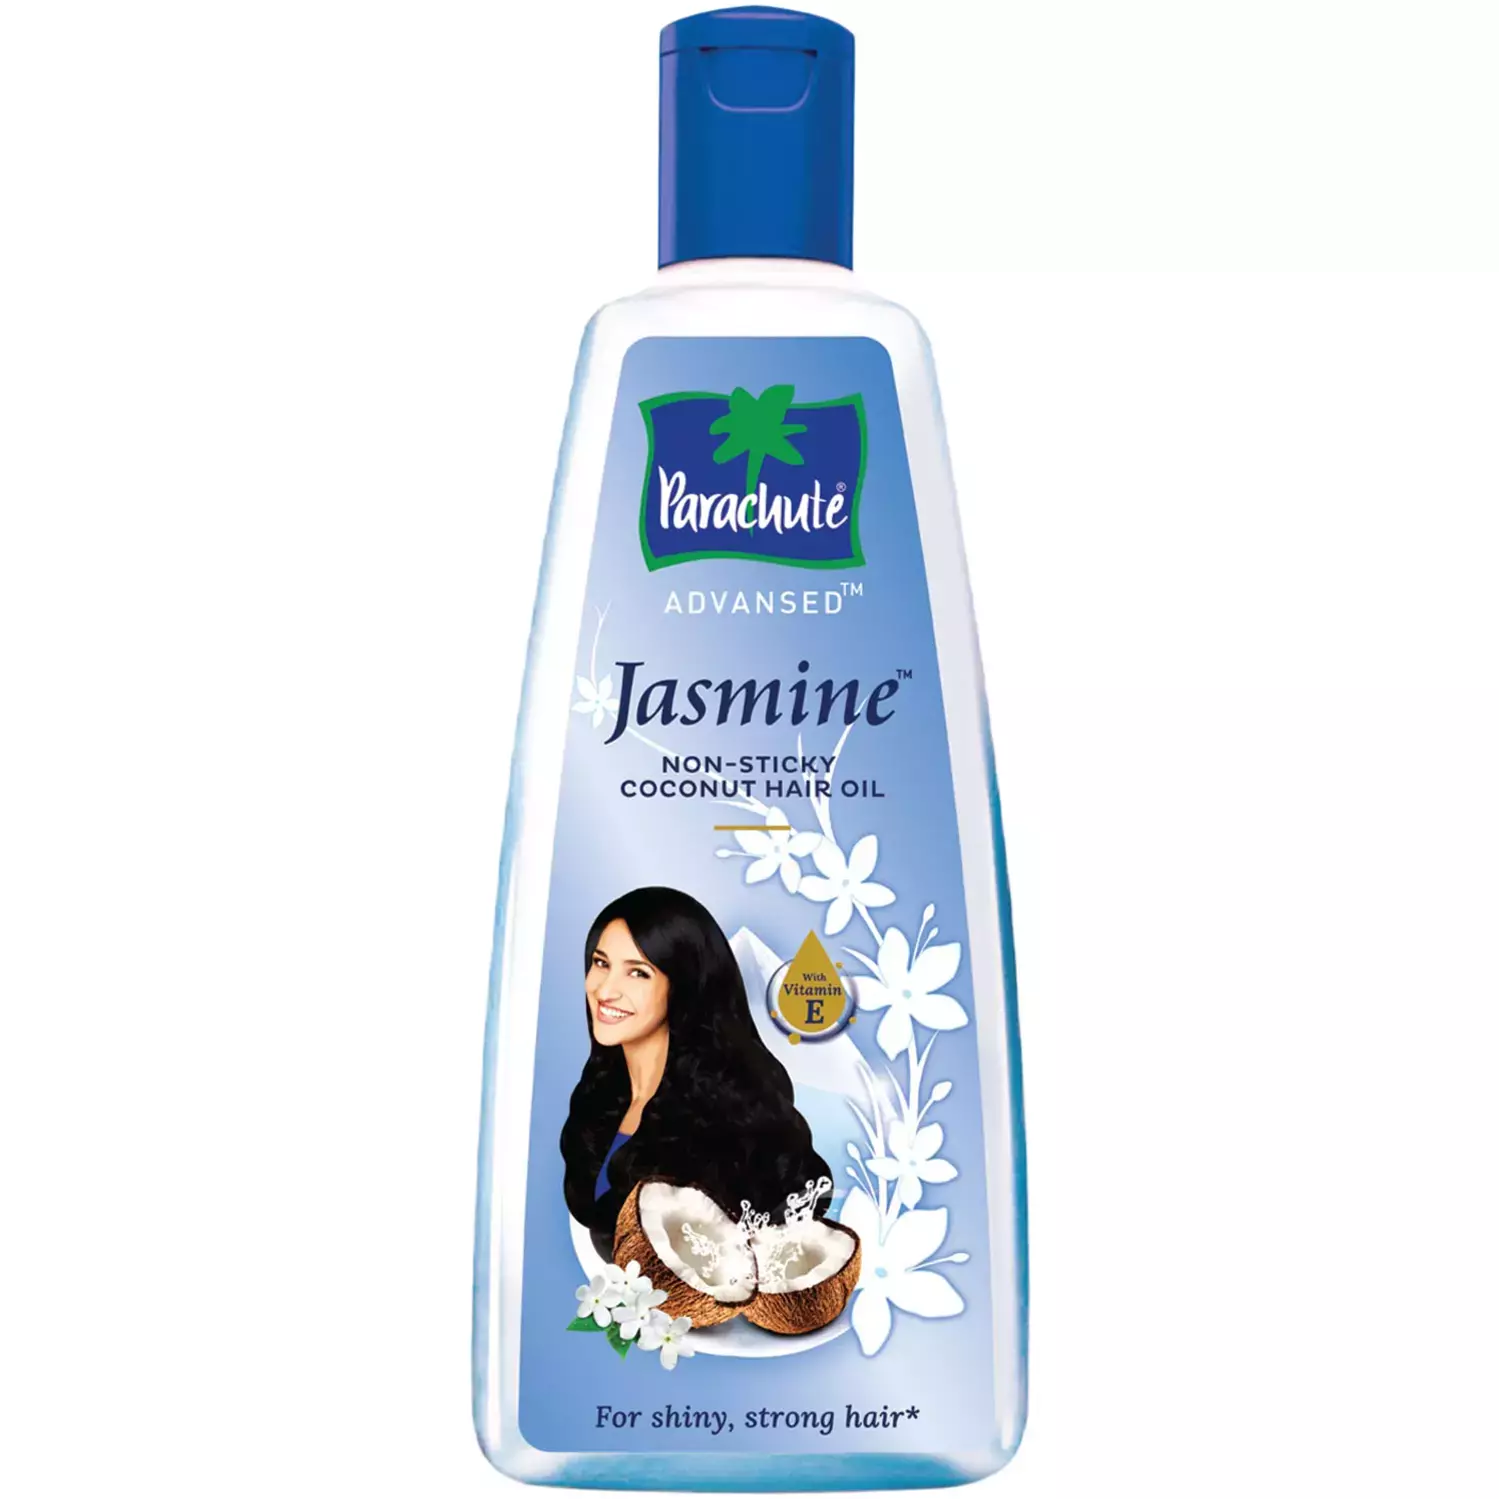 Parachute®
ADVANSED™
Jasmine™
NON-STICKY
COCONUT HAIR OIL
With
Vitamin
E
For shiny, strong hair*